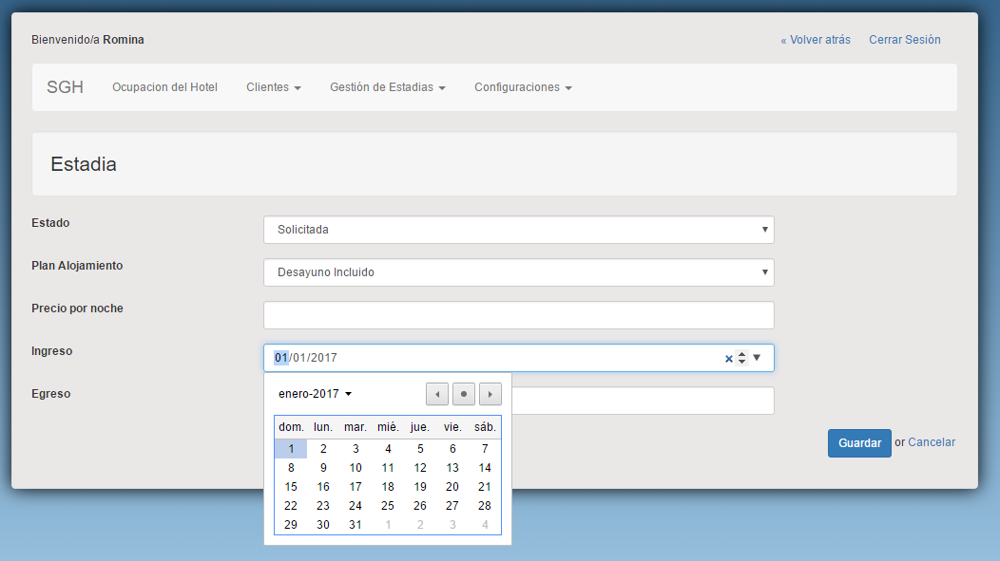 Bienvenido/a Romina
« Volver atrás Cerrar Sesión
SGH Ocupacion del Hotel Clientes Gestión de Estadias Configuraciones
Estadia
Estado Solicitada
Plan Alojamiento Desayuno Incluido
Precio por noche
Ingreso 01/01/2017
Egreso
enero-2017
dom. lun. mar. mié. jue. vie. sáb.
1 2 3 4 5 6 7
8 9 10 11 12 13 14
15 16 17 18 19 20 21
22 23 24 25 26 27 28
29 30 31 1 2 3 4
Guardar or Cancelar